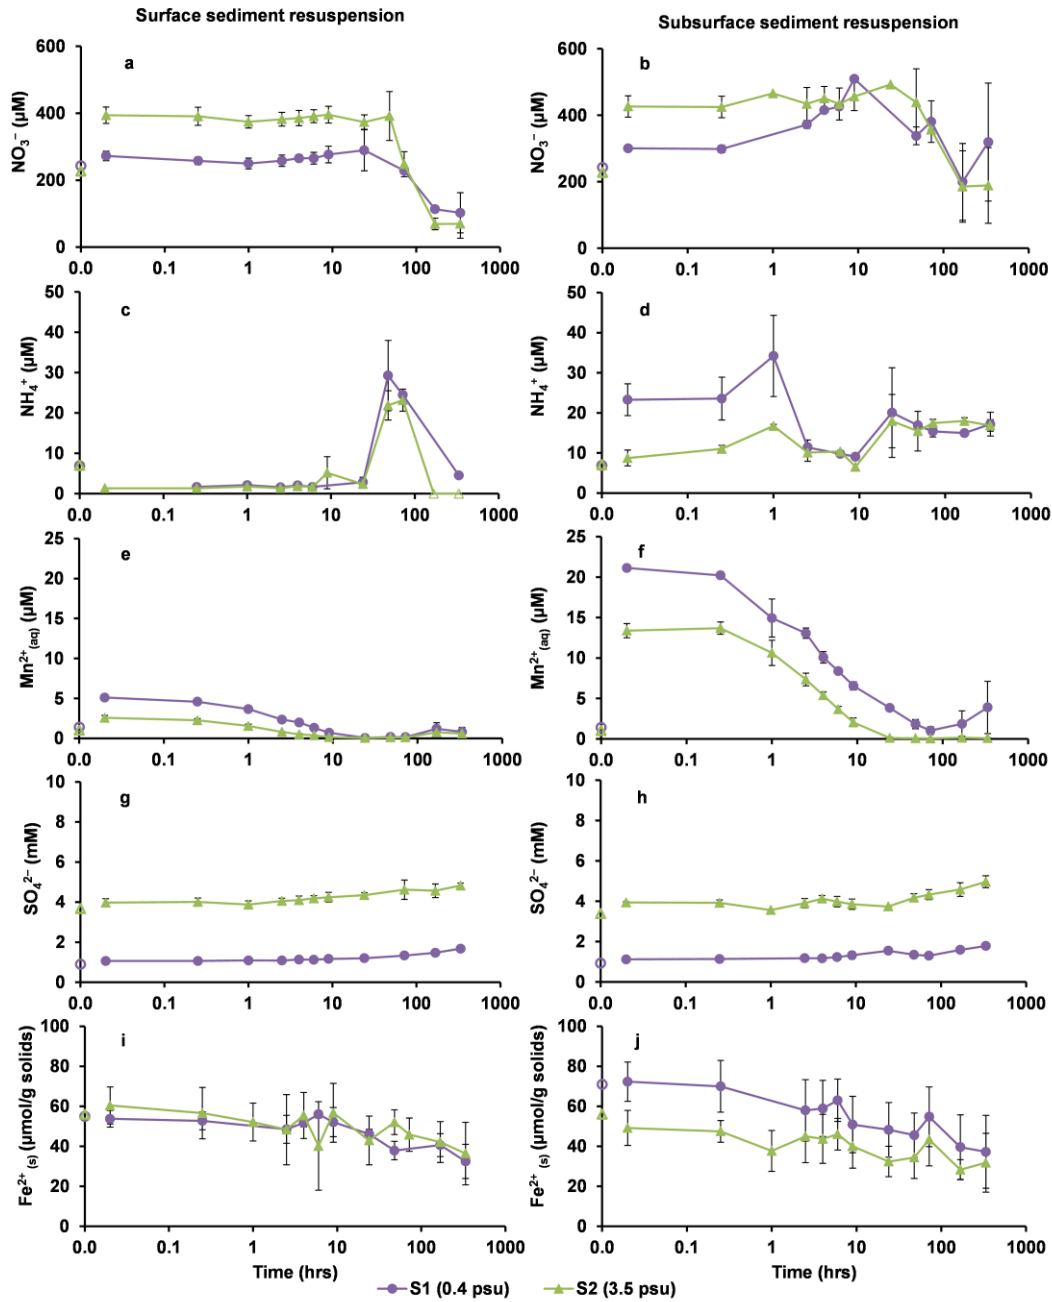 Surface sediment resuspension
Subsurface sediment resuspension
a
NO₃⁻ (µM)
600
400
200
0
0.0 0.1 1 10 100 1000
b
NO₃⁻ (µM)
600
400
200
0
0.0 0.1 1 10 100 1000
c
NH₄⁺ (µM)
50
40
30
20
10
0
0.0 0.1 1 10 100 1000
d
NH₄⁺ (µM)
50
40
30
20
10
0
0.0 0.1 1 10 100 1000
e
Mn²⁺(aq) (µM)
25
20
15
10
5
0
0.0 0.1 1 10 100 1000
f
Mn²⁺(aq) (µM)
25
20
15
10
5
0
0.0 0.1 1 10 100 1000
g
SO₄²⁻ (mM)
10
8
6
4
2
0
0.0 0.1 1 10 100 1000
h
SO₄²⁻ (mM)
10
8
6
4
2
0
0.0 0.1 1 10 100 1000
i
Fe²⁺(s) (µmol/g solids)
100
80
60
40
20
0
0.0 0.1 1 10 100 1000
Time (hrs)
j
Fe²⁺(s) (µmol/g solids)
100
80
60
40
20
0
0.0 0.1 1 10 100 1000
Time (hrs)
S1 (0.4 psu) S2 (3.5 psu)